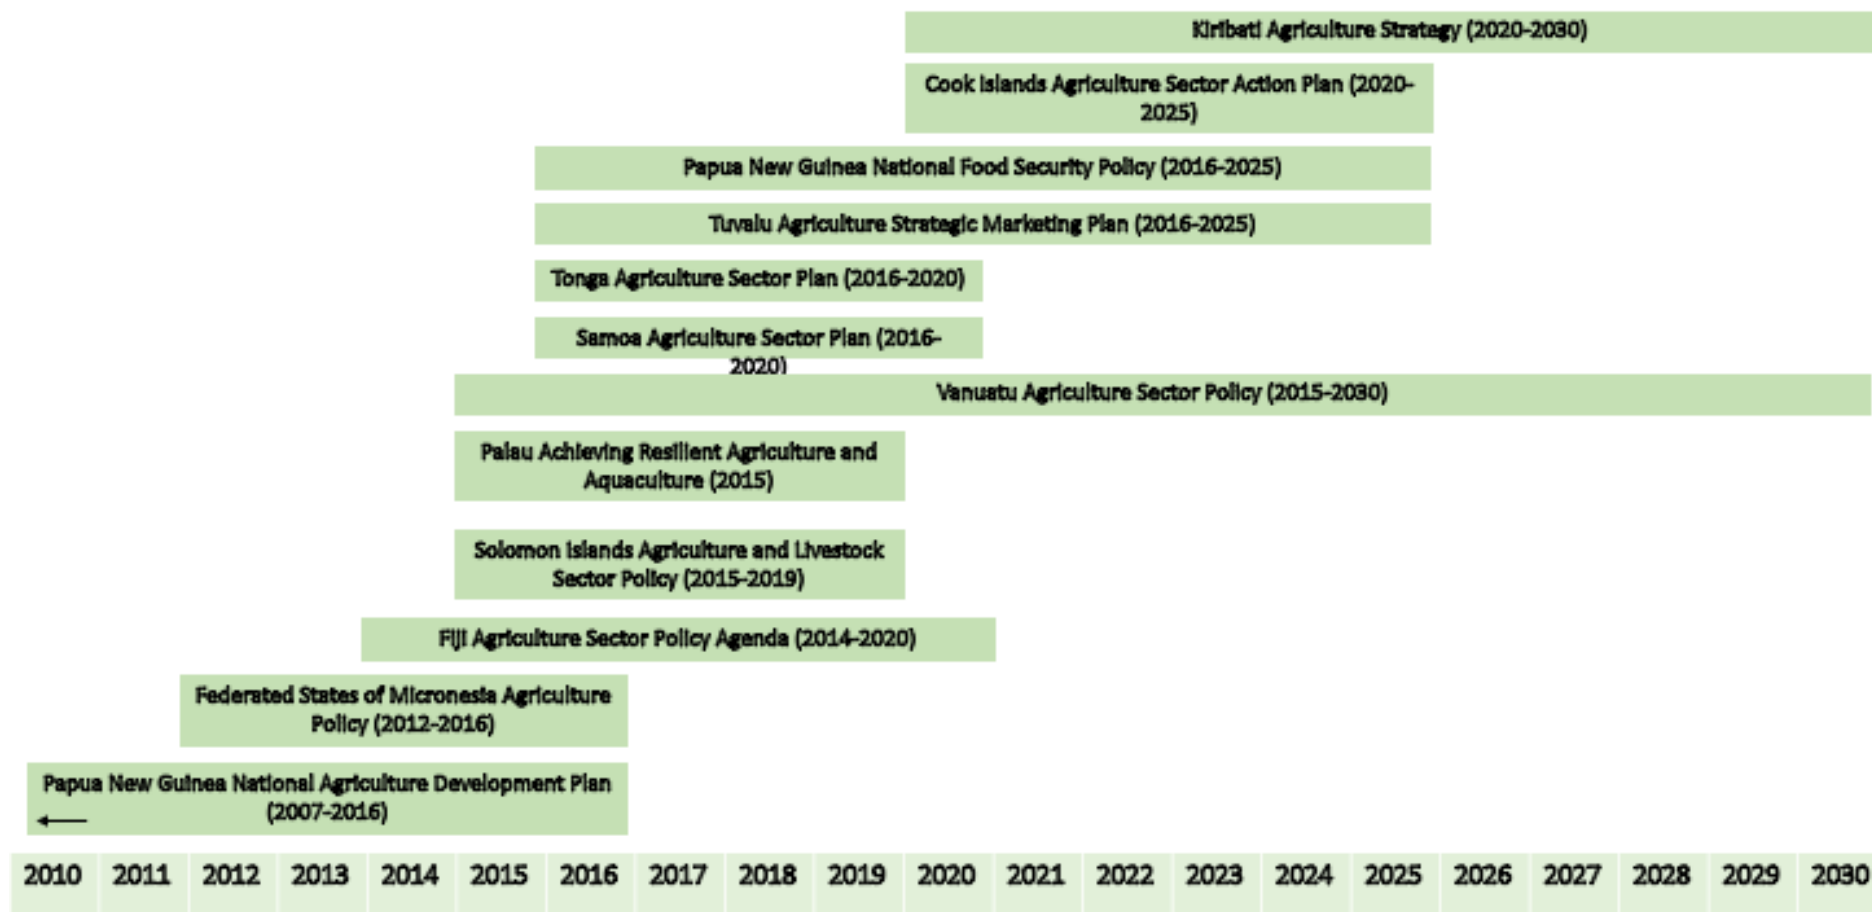 Kiribati Agriculture Strategy (2020-2030)
Cook Islands Agriculture Sector Action Plan (2020-
2025)
Papua New Guinea National Food Security Policy (2016-2025)
Tuvalu Agriculture Strategic Marketing Plan (2016-2025)
Tonga Agriculture Sector Plan (2016-2020)
Samoa Agriculture Sector Plan (2016-
2020)
Vanuatu Agriculture Sector Policy (2015-2030)
Palau Achieving Resilient Agriculture and
Aquaculture (2015)
Solomon Islands Agriculture and Livestock
Sector Policy (2015-2019)
Fiji Agriculture Sector Policy Agenda (2014-2020)
Federated States of Micronesia Agriculture
Policy (2012-2016)
Papua New Guinea National Agriculture Development Plan
(2007-2016)
2010 2011 2012 2013 2014 2015 2016 2017 2018 2019 2020 2021 2022 2023 2024 2025 2026 2027 2028 2029 2030